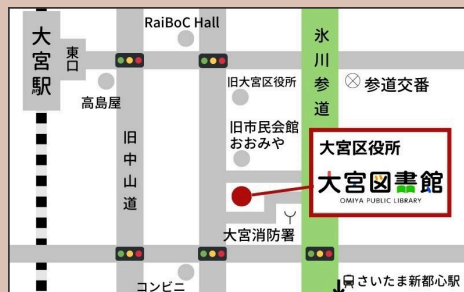 RaiBoC Hall
大宮駅
東口
高島屋
旧中山道
旧大宮区役所
旧市民会館
おおみや
氷川参道
参道交番
大宮区役所
大宮図書館
OMIYA PUBLIC LIBRARY
大宮消防署
コンビニ
さいたま新都心駅